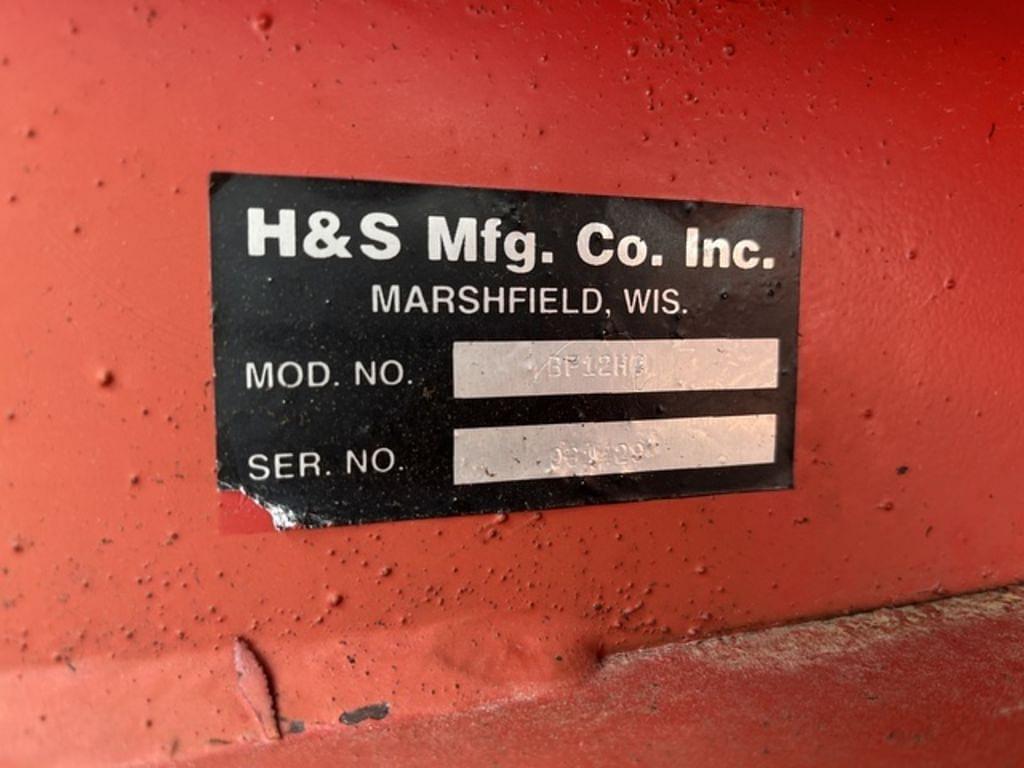 H&S Mfg. Co. Inc.
MARSHFIELD, WIS.
MOD. NO.
SER. NO.